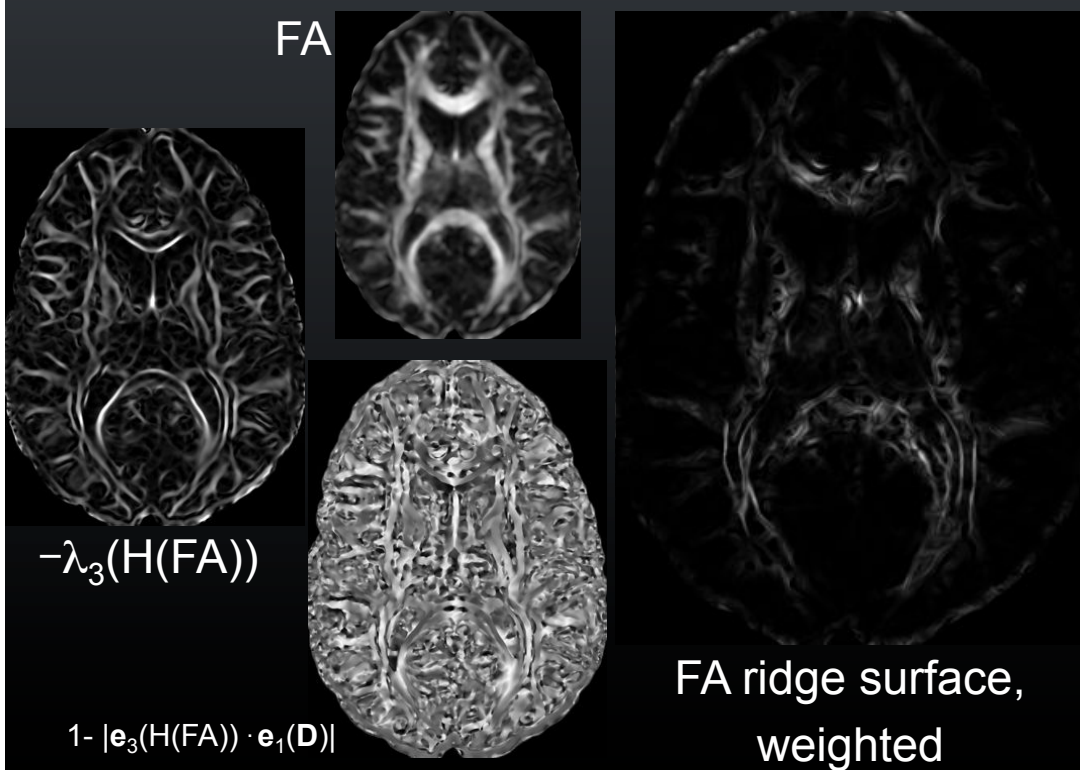 FA
−λ₃(H(FA))
1- |e₃(H(FA)) · e₁(D)|
FA ridge surface,
weighted